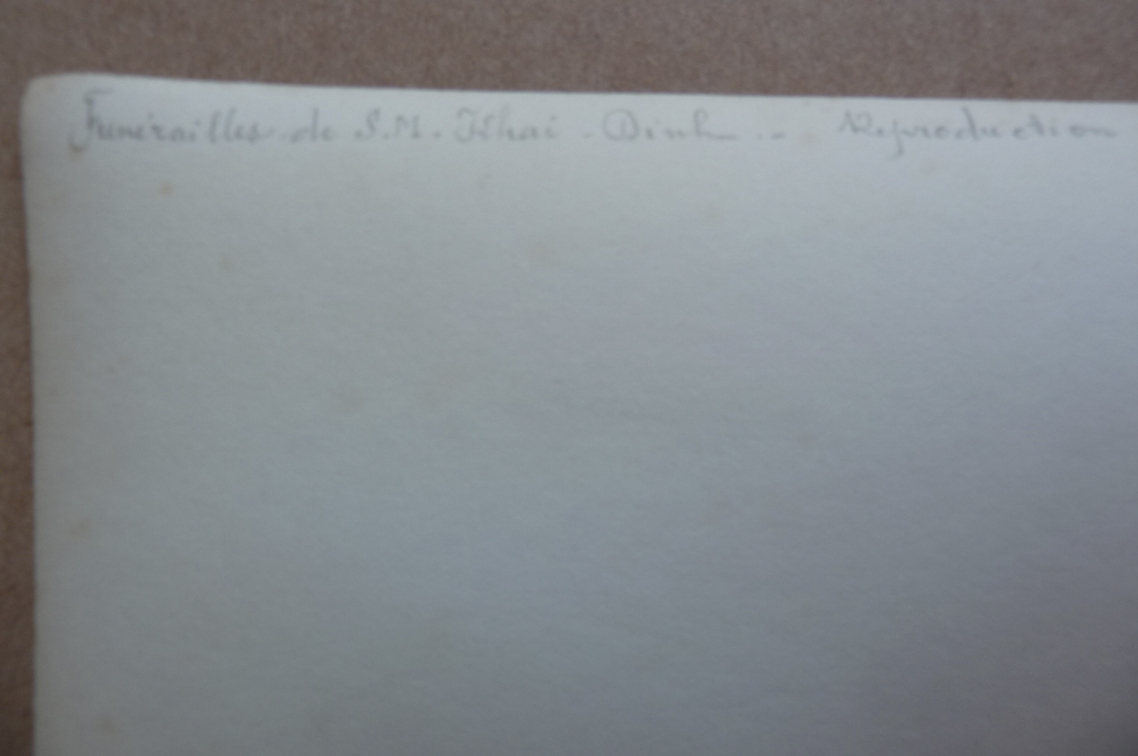 Funérailles de S.M. Khai - Dinh .- Reproduction